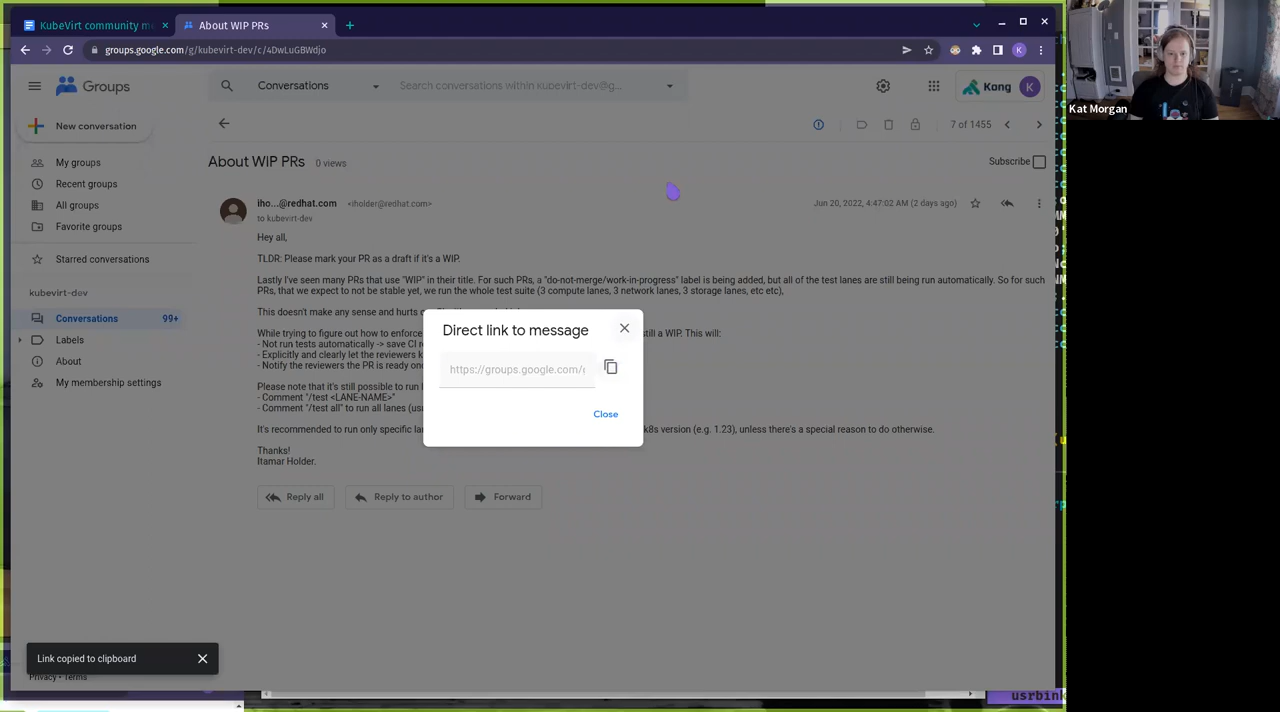 KubeVirt community m
About WIP PRs
groups.google.com/g/kubevirt-dev/c/4DwLuGBWdjo
K
Kat Morgan
Groups
Conversations
Search conversations within kubevirt-dev@g...
Kong
K
New conversation
7 of 1455
My groups
Recent groups
All groups
Favorite groups
Starred conversations
kubevirt-dev
Conversations
99+
Labels
About
My membership settings
About WIP PRs
0 views
Subscribe
iho...@redhat.com
<iholder@redhat.com>
Jun 20, 2022, 4:47:02 AM (2 days ago)
to kubevirt-dev
Hey all,
TLDR: Please mark your PR as a draft if it's a WIP.
Lastly I've seen many PRs that use "WIP" in their title. For such PRs, a "do-not-merge/work-in-progress" label is being added, but all of the test lanes are still being run automatically. So for such
PRs, that we expect to not be stable yet, we run the whole test suite (3 compute lanes, 3 network lanes, 3 storage lanes, etc etc),
This doesn't make any sense and hurts
While trying to figure out how to enforce still a WIP. This will:
- Not run tests automatically -> save CI
- Explicitly and clearly let the reviewers
- Notify the reviewers the PR is ready
Please note that it's still possible to run
- Comment "/test <LANE-NAME>"
- Comment "/test all" to run all lanes
It's recommended to run only specific k8s version (e.g. 1.23), unless there's a special reason to do otherwise.
Thanks!
Itamar Holder.
Reply all
Reply to author
Forward
Direct link to message
https://groups.google.com/
Close
Link copied to clipboard
Privacy • Terms
usrbink